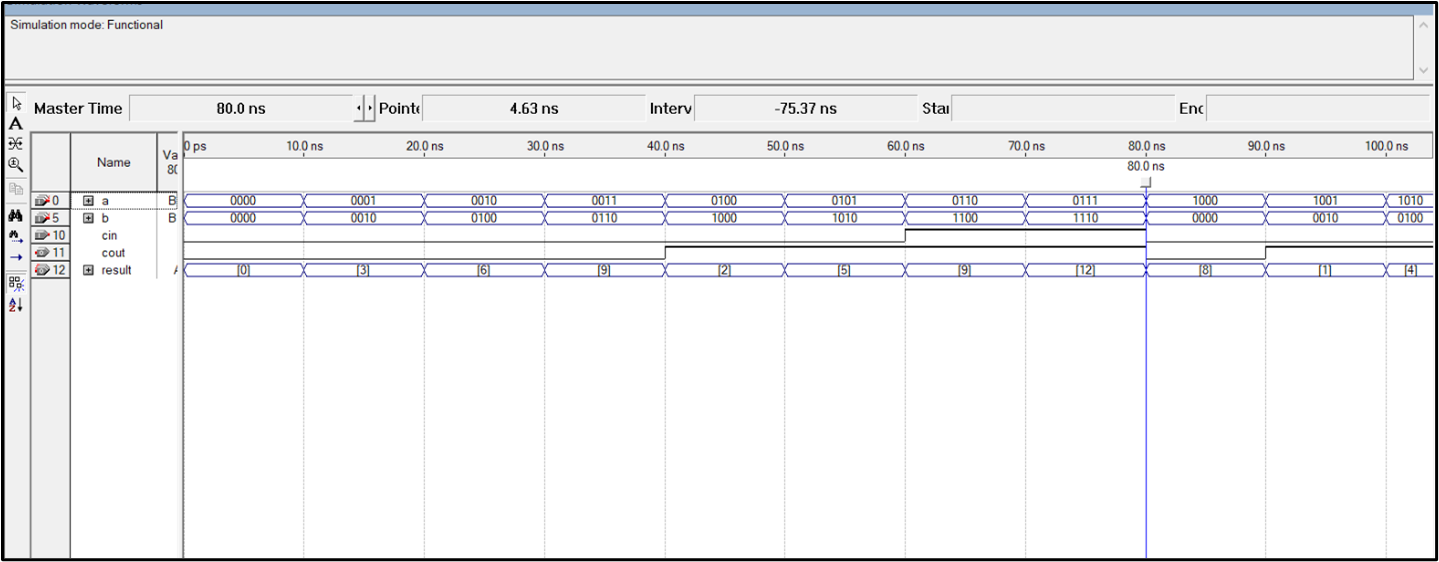 Simulation mode: Functional
Master Time 80.0 ns Pointe 4.63 ns Interv -75.37 ns Star End
0 ps 10.0 ns 20.0 ns 30.0 ns 40.0 ns 50.0 ns 60.0 ns 70.0 ns 80.0 ns 90.0 ns 100.0 ns
Name Va 80.0 ns
A
0 a B 0000 0001 0010 0011 0100 0101 0110 0111 1000 1001 1010
5 b B 0000 0010 0100 0110 1000 1010 1100 1110 0000 0010 0100
10 cin
11 cout
12 result A [0] [3] [6] [9] [2] [5] [9] [12] [8] [1] [4]